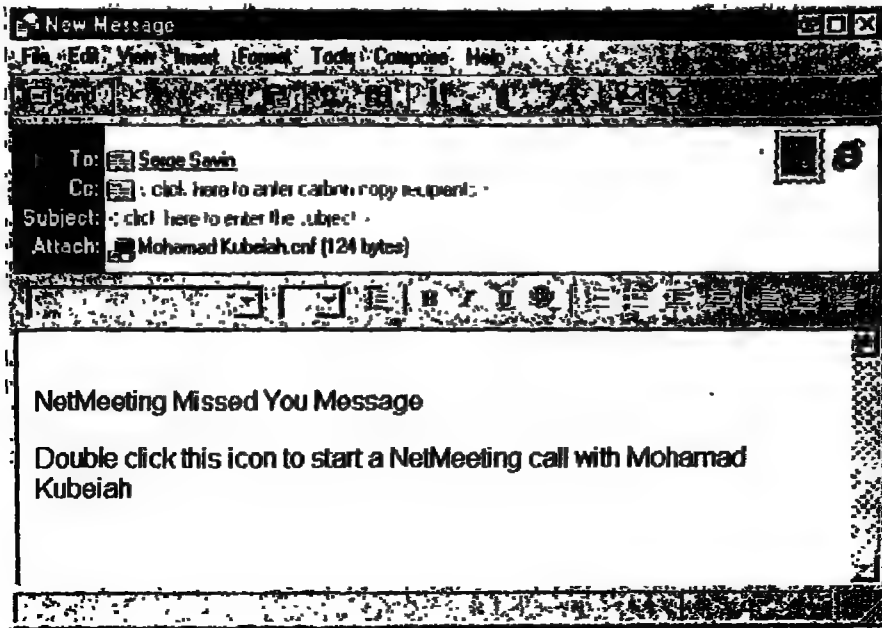 New Message
File Edit View Insert Format Tools Compose Help
Send
To: Serge Savin
Cc: < click here to enter carbon copy recipients >
Subject: < click here to enter the subject >
Attach: Mohamad Kubeiah.cnf (124 bytes)
B I U
NetMeeting Missed You Message
Double click this icon to start a NetMeeting call with Mohamad
Kubeiah